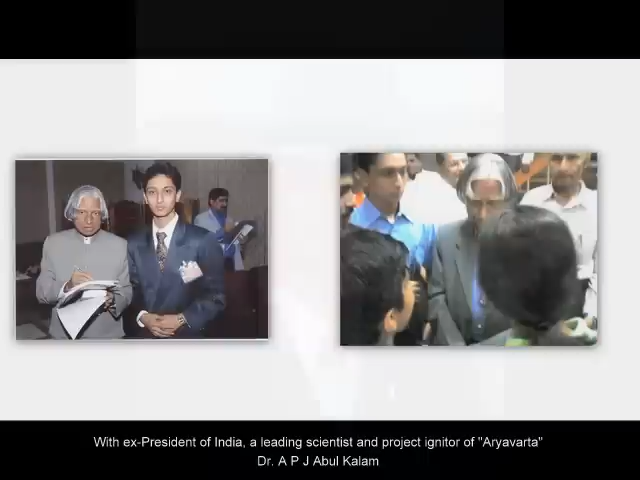 With ex-President of India, a leading scientist and project ignitor of "Aryavarta"
Dr. A P J Abul Kalam